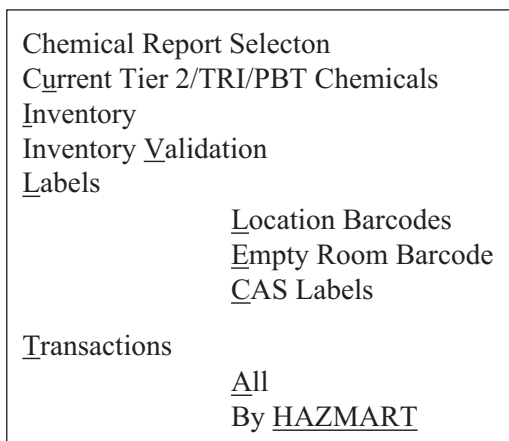 Chemical Report Selecton
Current Tier 2/TRI/PBT Chemicals
Inventory
Inventory Validation
Labels
Location Barcodes
Empty Room Barcode
CAS Labels
Transactions
All
By HAZMART